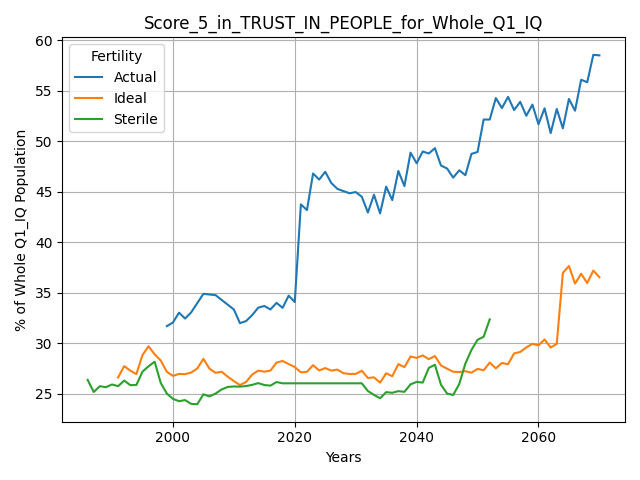 Score_5_in_TRUST_IN_PEOPLE_for_Whole_Q1_IQ
Fertility
Actual
Ideal
Sterile
% of Whole Q1_IQ Population
60
55
50
45
40
35
30
25
2000
2020
2040
2060
Years